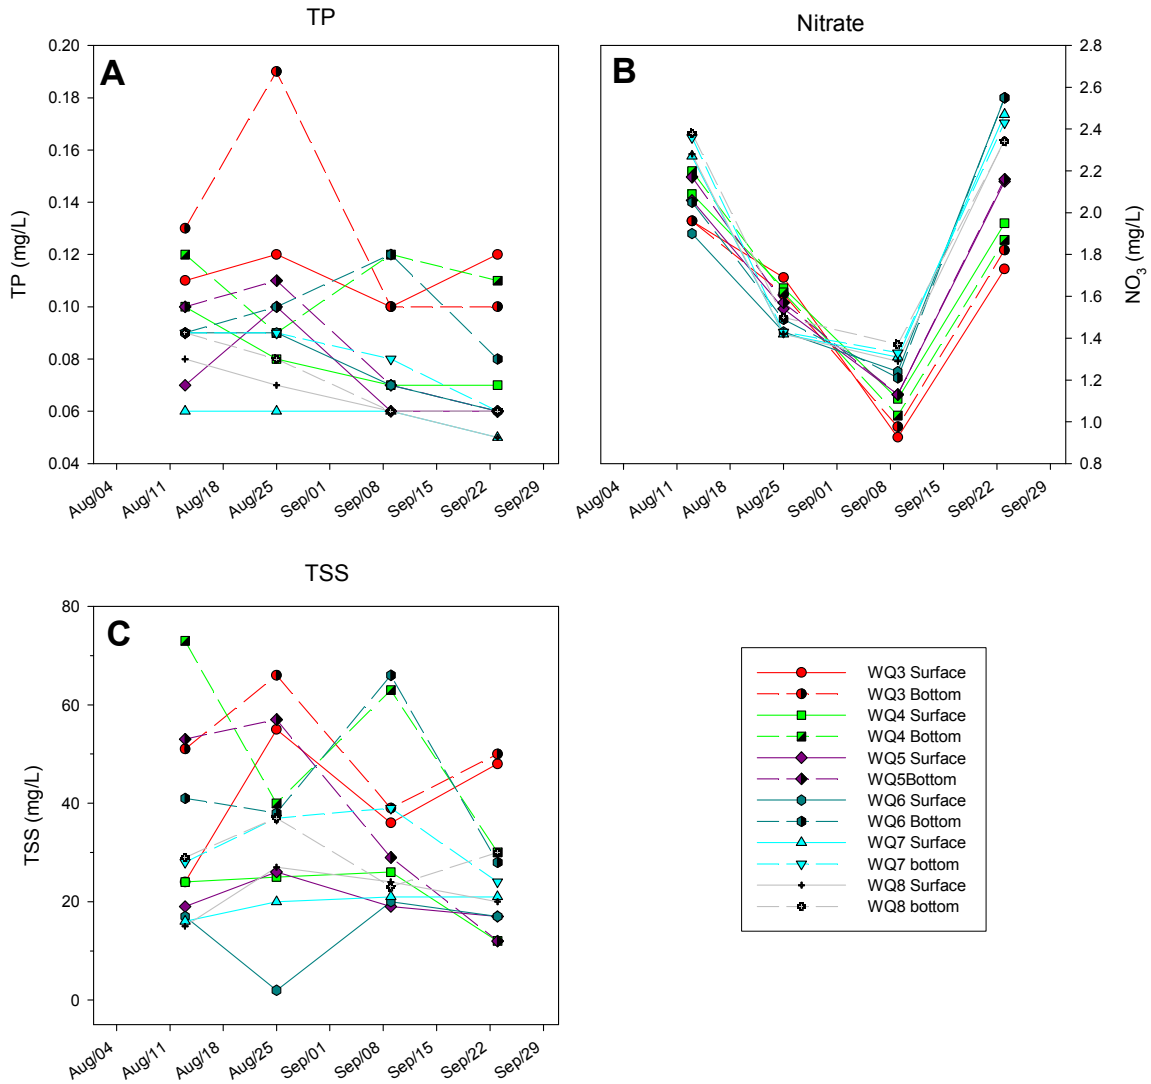 TP
A
0.20
0.18
0.16
0.14
0.12
0.10
0.08
0.06
0.04
TP (mg/L)
Aug/04
Aug/11
Aug/18
Aug/25
Sep/01
Sep/08
Sep/15
Sep/22
Sep/29
Nitrate
B
2.8
2.6
2.4
2.2
2.0
1.8
1.6
1.4
1.2
1.0
0.8
NO3 (mg/L)
Aug/04
Aug/11
Aug/18
Aug/25
Sep/01
Sep/08
Sep/15
Sep/22
Sep/29
TSS
C
80
60
40
20
0
TSS (mg/L)
Aug/04
Aug/11
Aug/18
Aug/25
Sep/01
Sep/08
Sep/15
Sep/22
Sep/29
WQ3 Surface
WQ3 Bottom
WQ4 Surface
WQ4 Bottom
WQ5 Surface
WQ5Bottom
WQ6 Surface
WQ6 Bottom
WQ7 Surface
WQ7 bottom
WQ8 Surface
WQ8 bottom